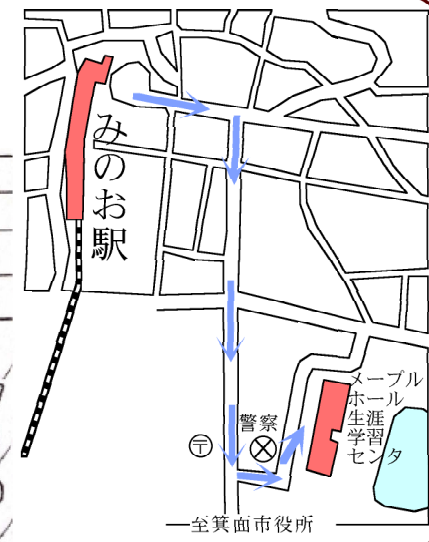 みのお駅
メープル
ホール
生涯
学習
センタ
警察
〒
至箕面市役所